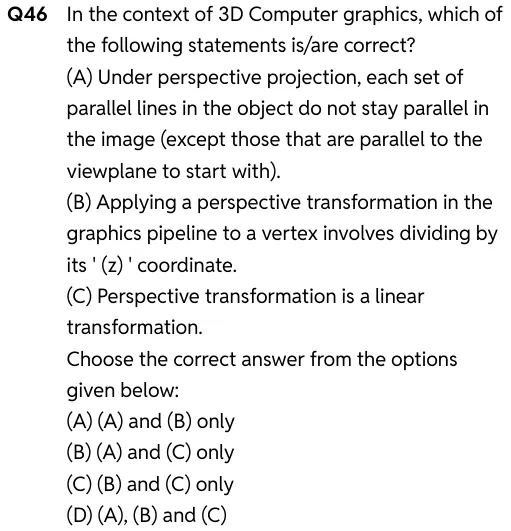 Q46 In the context of 3D Computer graphics, which of
the following statements is/are correct?
(A) Under perspective projection, each set of
parallel lines in the object do not stay parallel in
the image (except those that are parallel to the
viewplane to start with).
(B) Applying a perspective transformation in the
graphics pipeline to a vertex involves dividing by
its ' (z) ' coordinate.
(C) Perspective transformation is a linear
transformation.
Choose the correct answer from the options
given below:
(A) (A) and (B) only
(B) (A) and (C) only
(C) (B) and (C) only
(D) (A), (B) and (C)